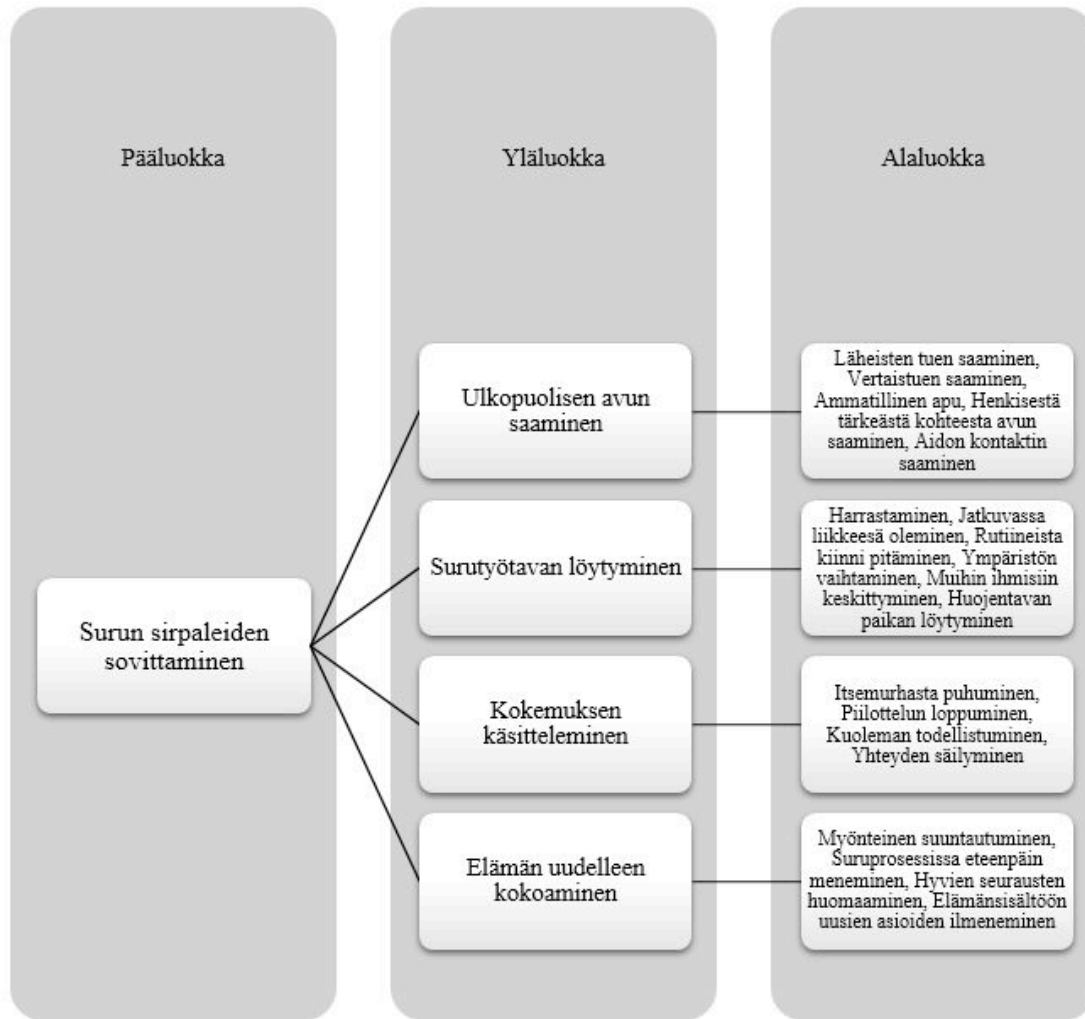 Pääluokka
Yläluokka
Alaluokka
Surun sirpaleiden
sovittaminen
Ulkopuolisen avun
saaminen
Läheisten tuen saaminen,
Vertaistuen saaminen,
Ammatillinen apu, Henkisestä
tärkeästä kohteesta avun
saaminen, Aidon kontaktin
saaminen
Surutyötavan löytyminen
Harrastaminen, Jatkuvassa
liikkeesä oleminen, Rutiineista
kiinni pitäminen, Ympäristön
vaihtaminen, Muihin ihmisiin
keskittyminen, Huojentavan
paikan löytyminen
Kokemuksen
käsitteleminen
Itsemurhasta puhuminen,
Piilottelun loppuminen,
Kuoleman todellistuminen,
Yhteyden säilyminen
Elämän uudelleen
kokoaminen
Myönteinen suuntautuminen,
Suruprosessissa eteenpäin
meneminen, Hyvien seurausten
huomaaminen, Elämänsisältöön
uusien asioiden ilmeneminen